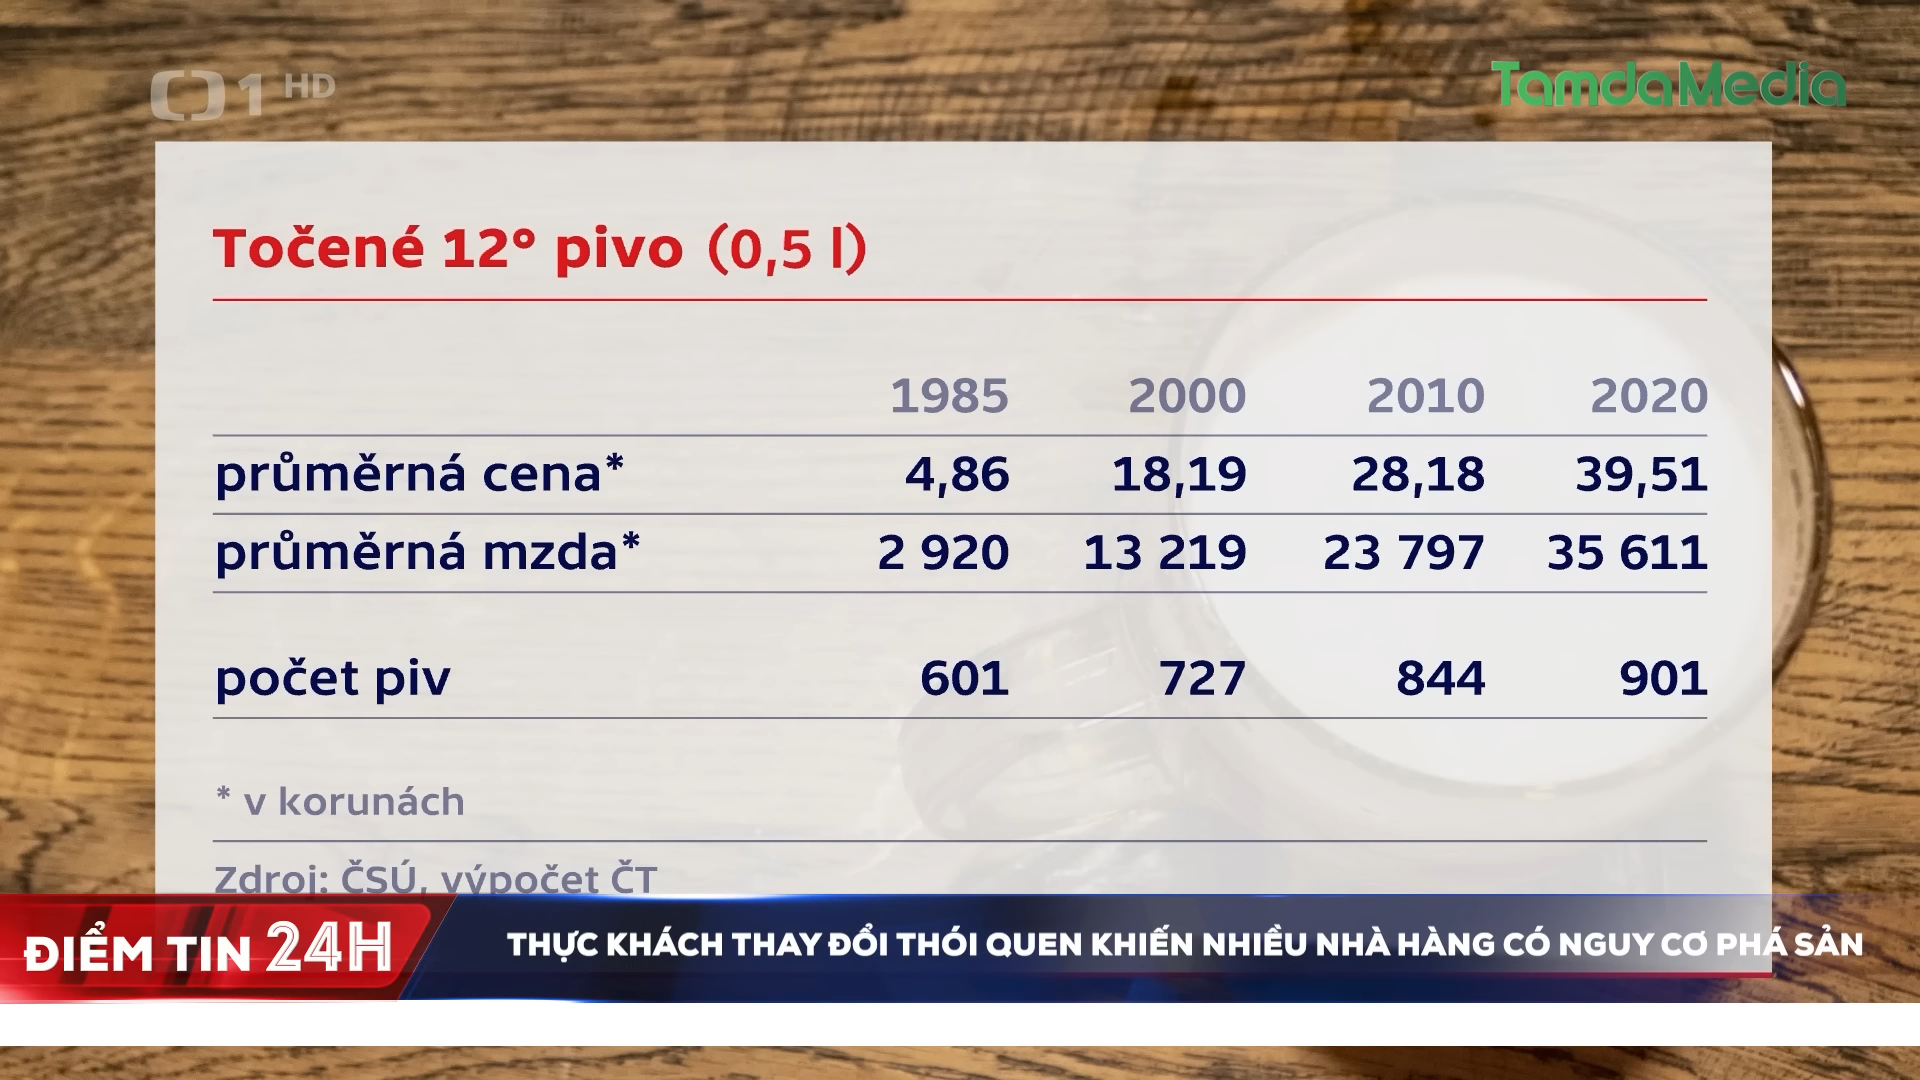 1 HD
TamdaMedia
Točené 12° pivo (0,5 l)
1985 2000 2010 2020
průměrná cena* 4,86 18,19 28,18 39,51
průměrná mzda* 2 920 13 219 23 797 35 611
počet piv 601 727 844 901
* v korunách
Zdroj: ČSÚ, výpočet ČT
ĐIỂM TIN 24H
THỰC KHÁCH THAY ĐỔI THÓI QUEN KHIẾN NHIỀU NHÀ HÀNG CÓ NGUY CƠ PHÁ SẢN